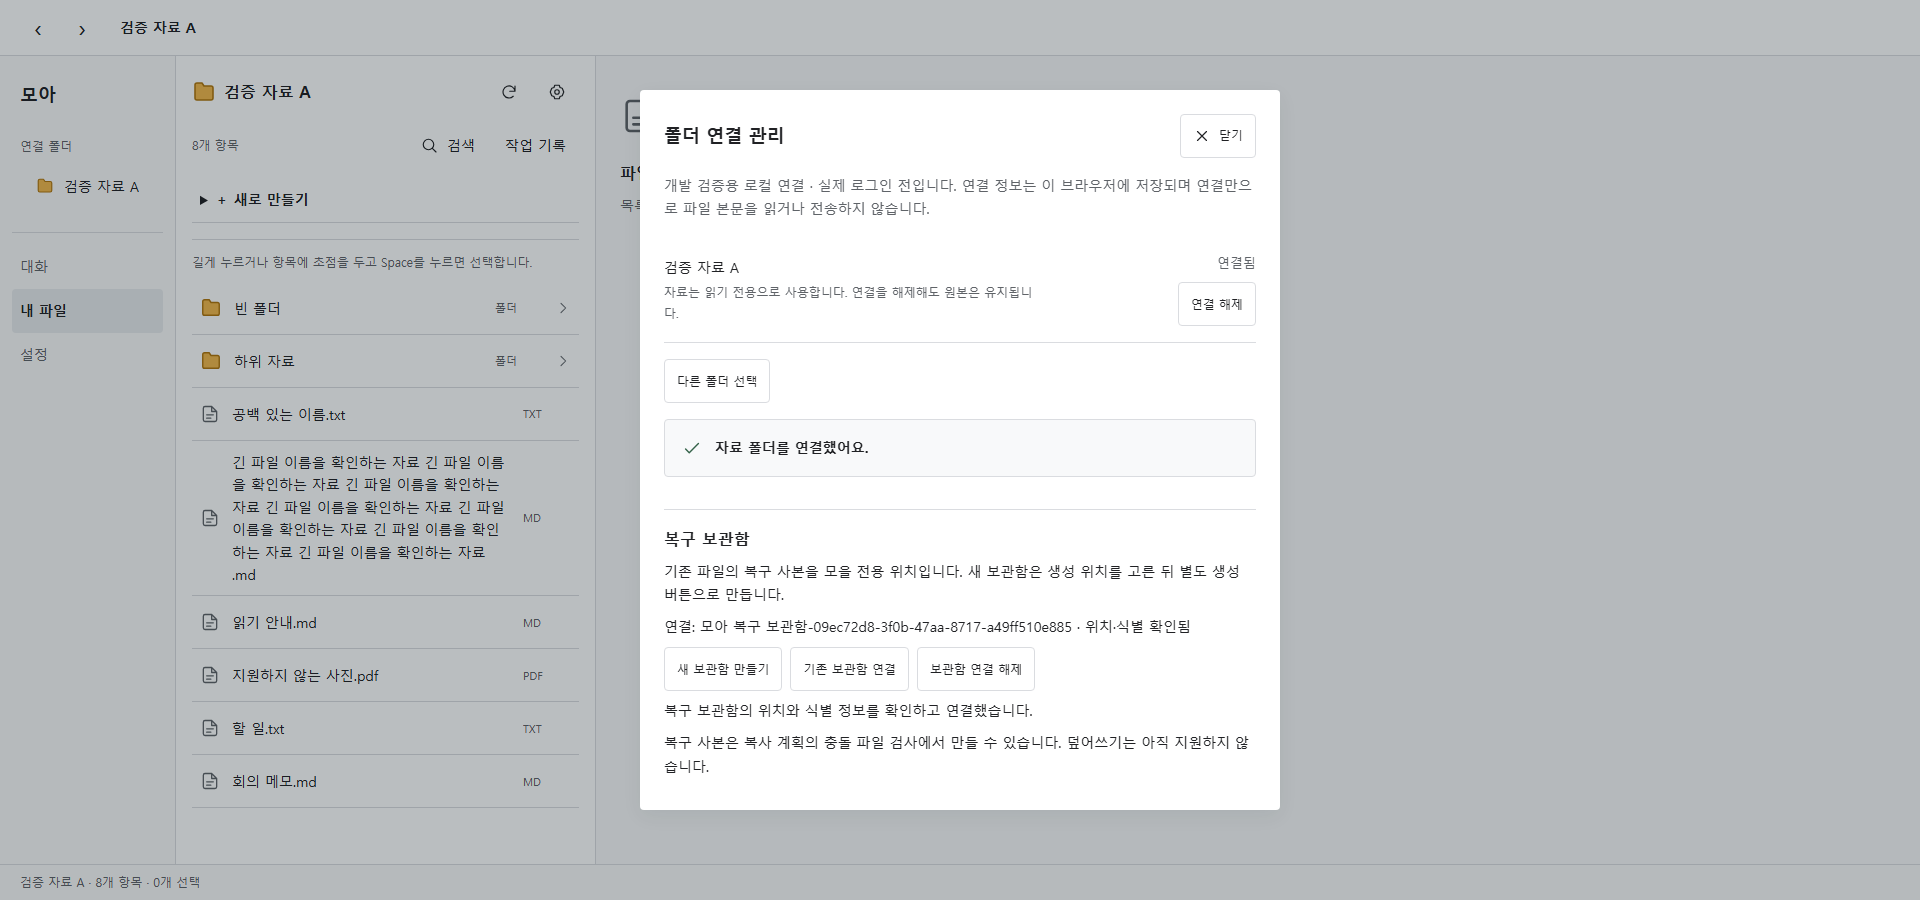 검증 자료 A
모아
연결 폴더
검증 자료 A
대화
내 파일
설정
검증 자료 A
8개 항목
검색
작업 기록
+ 새로 만들기
길게 누르거나 항목에 초점을 두고 Space를 누르면 선택합니다.
빈 폴더
폴더
하위 자료
폴더
공백 있는 이름.txt
TXT
긴 파일 이름을 확인하는 자료 긴 파일 이름
을 확인하는 자료 긴 파일 이름을 확인하는
자료 긴 파일 이름을 확인하는 자료 긴 파일
이름을 확인하는 자료 긴 파일 이름을 확인
하는 자료 긴 파일 이름을 확인하는 자료
.md
MD
읽기 안내.md
MD
지원하지 않는 사진.pdf
PDF
할 일.txt
TXT
회의 메모.md
MD
목록
폴더 연결 관리
닫기
개발 검증용 로컬 연결 · 실제 로그인 전입니다. 연결 정보는 이 브라우저에 저장되며 연결만으
로 파일 본문을 읽거나 전송하지 않습니다.
검증 자료 A
연결됨
자료는 읽기 전용으로 사용합니다. 연결을 해제해도 원본은 유지됩니
다.
연결 해제
다른 폴더 선택
자료 폴더를 연결했어요.
복구 보관함
기존 파일의 복구 사본을 모을 전용 위치입니다. 새 보관함은 생성 위치를 고른 뒤 별도 생성
버튼으로 만듭니다.
연결: 모아 복구 보관함-09ec72d8-3f0b-47aa-8717-a49ff510e885 · 위치·식별 확인됨
새 보관함 만들기
기존 보관함 연결
보관함 연결 해제
복구 보관함의 위치와 식별 정보를 확인하고 연결했습니다.
복구 사본은 복사 계획의 충돌 파일 검사에서 만들 수 있습니다. 덮어쓰기는 아직 지원하지 않
습니다.
검증 자료 A · 8개 항목 · 0개 선택